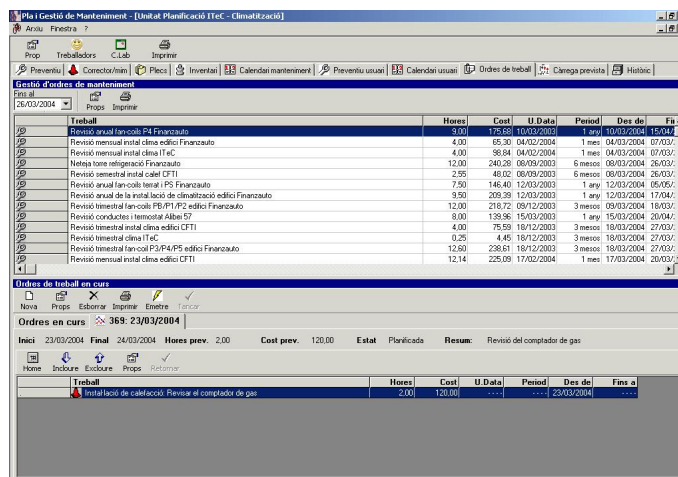 Pla i Gestió de Manteniment - [Unitat Planificació ITeC - Climatització]
Arxiu Finestra ?
Prop Treballadors C.Lab Imprimir
Preventiu Corrector/mim Plecs Inventari Calendari manteniment Preventiu usuari Calendari usuari Ordres de treball Càrrega prevista Històric
Gestió d'ordres de manteniment
Fins al
26/03/2004 Props Imprimir
Treball Hores Cost U.Data Period Des de Fin
Revisió anual fan-coils P4 Finanzauto 9,00 175,68 10/03/2003 1 any 10/03/2004 15/04/
Revisió mensual instal clima edifici Finanzauto 4,00 65,30 04/02/2004 1 mes 04/03/2004 07/03/
Revisió mensual instal clima ITeC 4,00 98,84 04/02/2004 1 mes 04/03/2004 07/03/
Neteja torre refrigeració Finanzauto 12,00 240,28 08/09/2003 6 mesos 08/03/2004 26/03/
Revisió semestral instal calef CFTI 2,55 48,02 08/09/2003 6 mesos 08/03/2004 26/03/
Revisió anual fan-coils terrat i PS Finanzauto 7,50 146,40 12/03/2003 1 any 12/03/2004 05/05/
Revisió anual de la instal.lació de climatització edifici Finanzauto 9,50 209,39 12/03/2003 1 any 12/03/2004 17/04/
Revisió trimestral fan-coils PB/P1/P2 edifici Finanzauto 12,00 218,72 09/12/2003 3 mesos 09/03/2004 18/03/
Revisió conductes i termostat Alibei 57 8,00 139,96 15/03/2003 1 any 15/03/2004 20/04/
Revisió trimestral instal clima edifici CFTI 4,00 75,59 18/12/2003 3 mesos 18/03/2004 27/03/
Revisió trimestral clima ITeC 0,25 4,45 18/12/2003 3 mesos 18/03/2004 27/03/
Revisió trimestral fan-coil P3/P4/P5 edifici Finanzauto 12,60 238,61 18/12/2003 3 mesos 18/03/2004 27/03/
Revisió mensual instal clima edifici CFTI 12,14 225,09 17/02/2004 1 mes 17/03/2004 20/03/
Ordres de treball en curs
Nova Props Esborrar Imprimir Emetre Tancar
Ordres en curs 369: 23/03/2004
Inici 23/03/2004 Final 24/03/2004 Hores prev. 2,00 Cost prev. 120,00 Estat Planificada Resum: Revisió del comptador de gas
Home Incloure Excloure Props Retornar
Treball Hores Cost U.Data Period Des de Fins a
Instal·lació de calefacció: Revisar el comptador de gas 2,00 120,00 ---- ---- 23/03/2004 ----